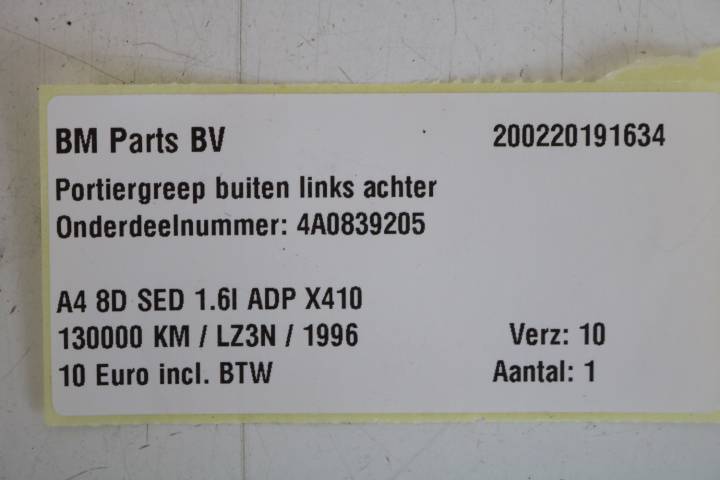 BM Parts BV 200220191634
Portiergreep buiten links achter
Onderdeelnummer: 4A0839205
A4 8D SED 1.6I ADP X410
130000 KM / LZ3N / 1996 Verz: 10
10 Euro incl. BTW Aantal: 1